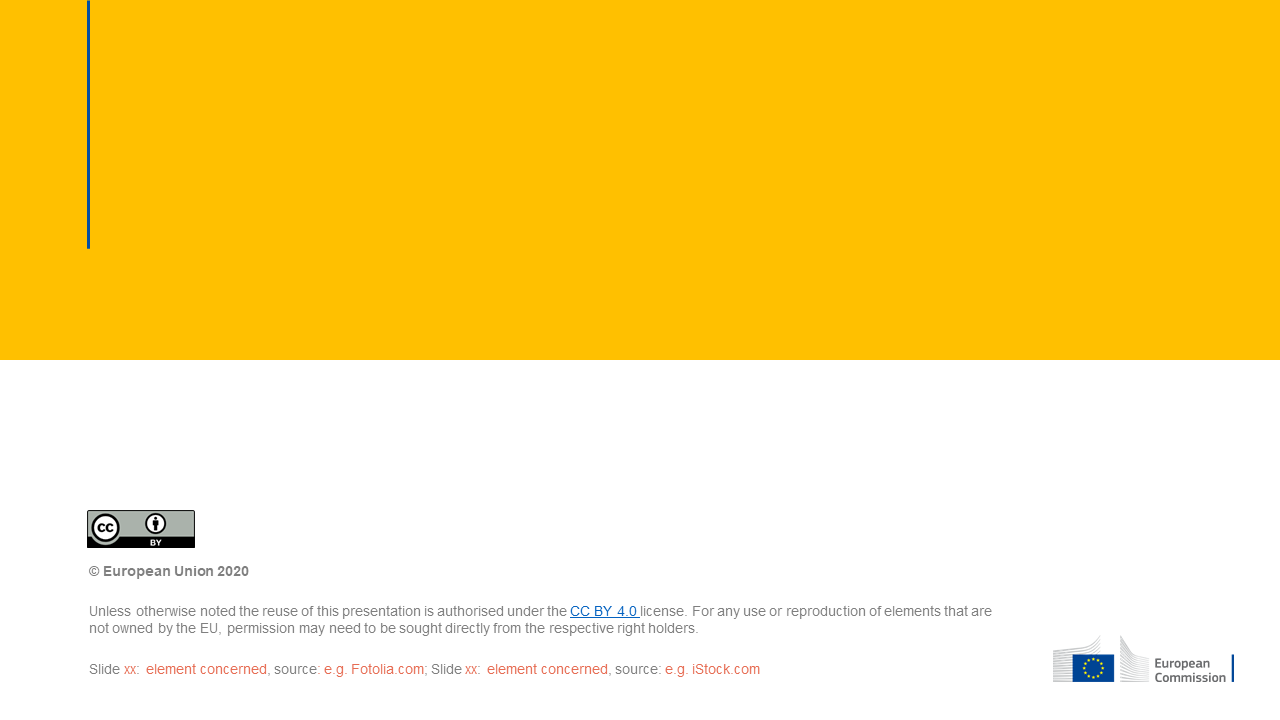 cc
BY
© European Union 2020
Unless otherwise noted the reuse of this presentation is authorised under the CC BY 4.0 license. For any use or reproduction of elements that are
not owned by the EU, permission may need to be sought directly from the respective right holders.
Slide xx: element concerned, source: e.g. Fotolia.com; Slide xx: element concerned, source: e.g. iStock.com
European
Commission